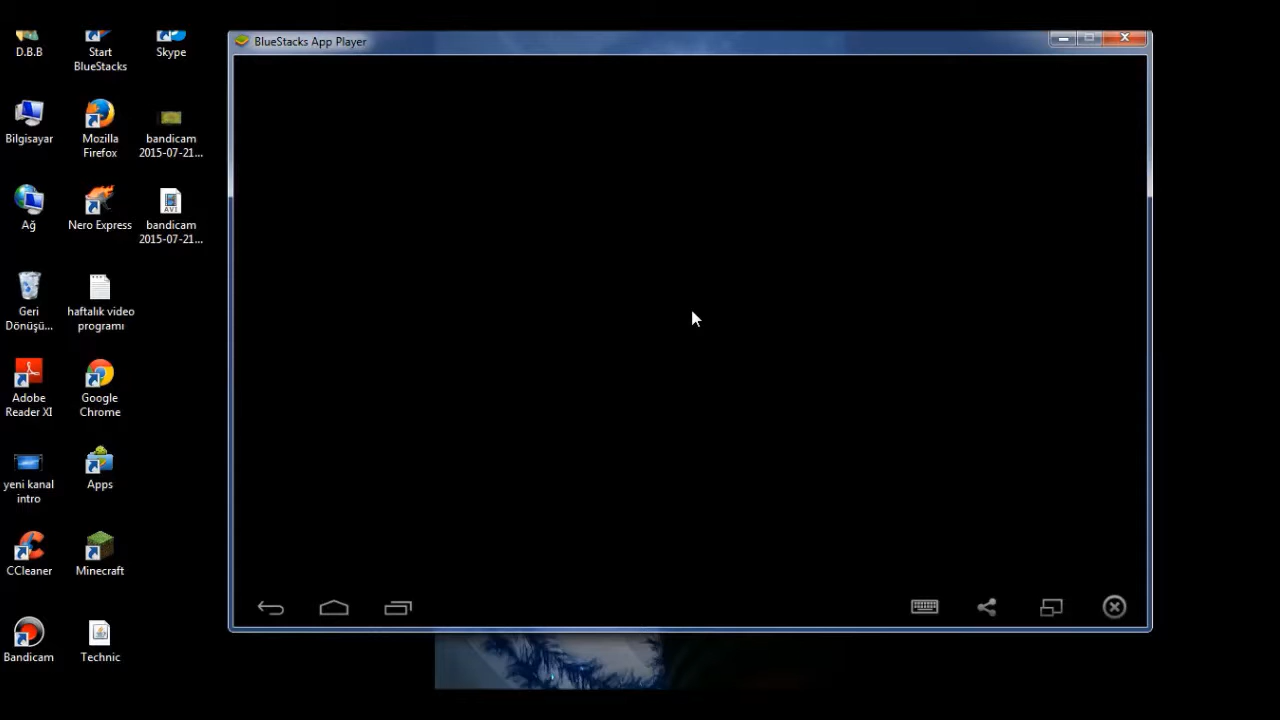 D.B.B
Start
BlueStacks
Skype
BlueStacks App Player
Bilgisayar
Mozilla
Firefox
bandicam
2015-07-21...
Ağ
Nero Express
bandicam
2015-07-21...
AVI
Geri
Dönüşü...
haftalık video
programı
Adobe
Reader XI
Google
Chrome
yeni kanal
intro
Apps
CCleaner
Minecraft
Bandicam
Technic